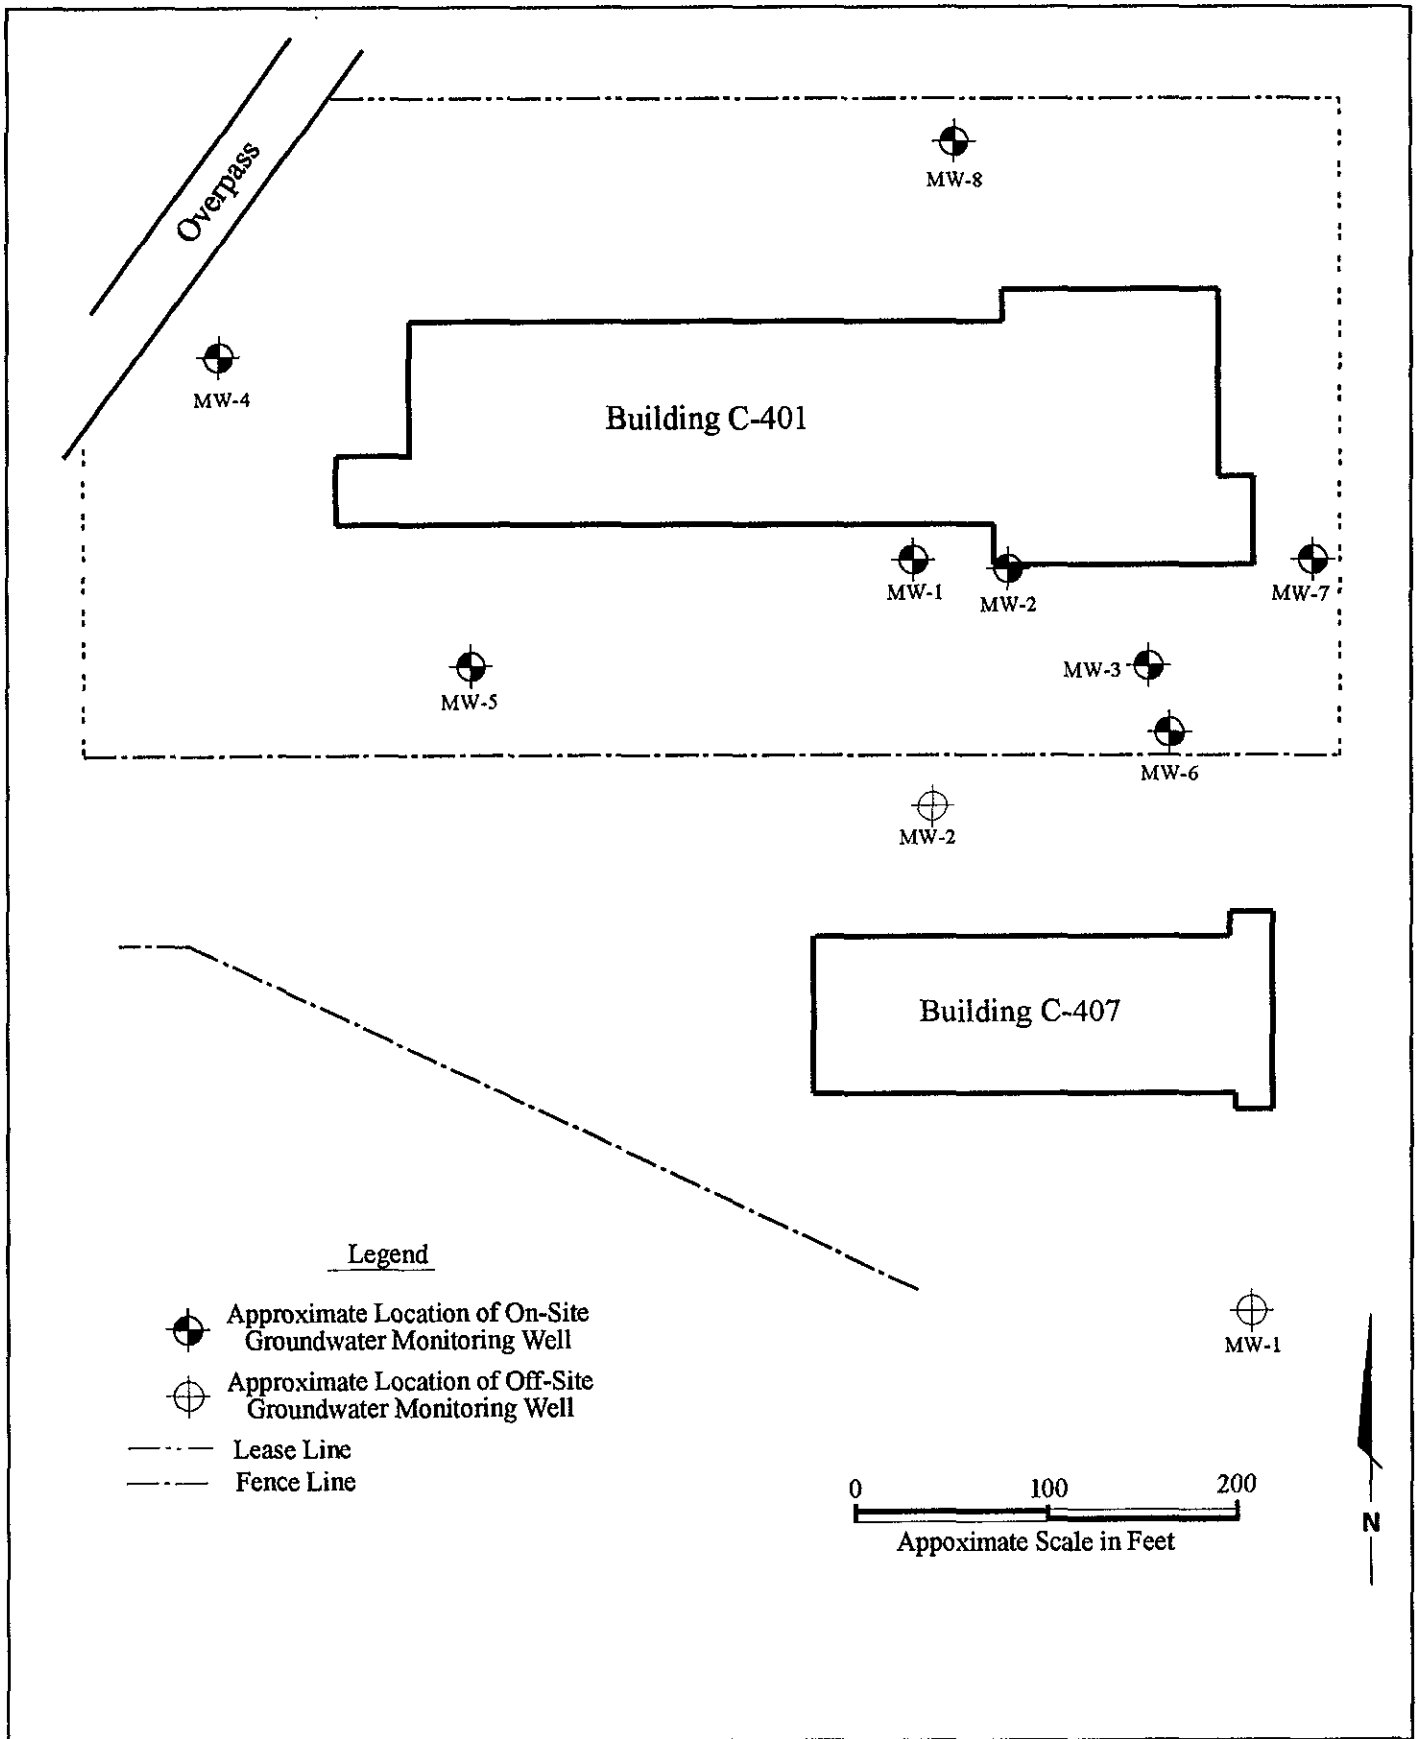 Overpass
MW-8
MW-4
Building C-401
MW-1
MW-2
MW-7
MW-3
MW-5
MW-6
MW-2
Building C-407
Legend
Approximate Location of On-Site
Groundwater Monitoring Well
Approximate Location of Off-Site
Groundwater Monitoring Well
Lease Line
Fence Line
MW-1
0 100 200
Appoximate Scale in Feet
N